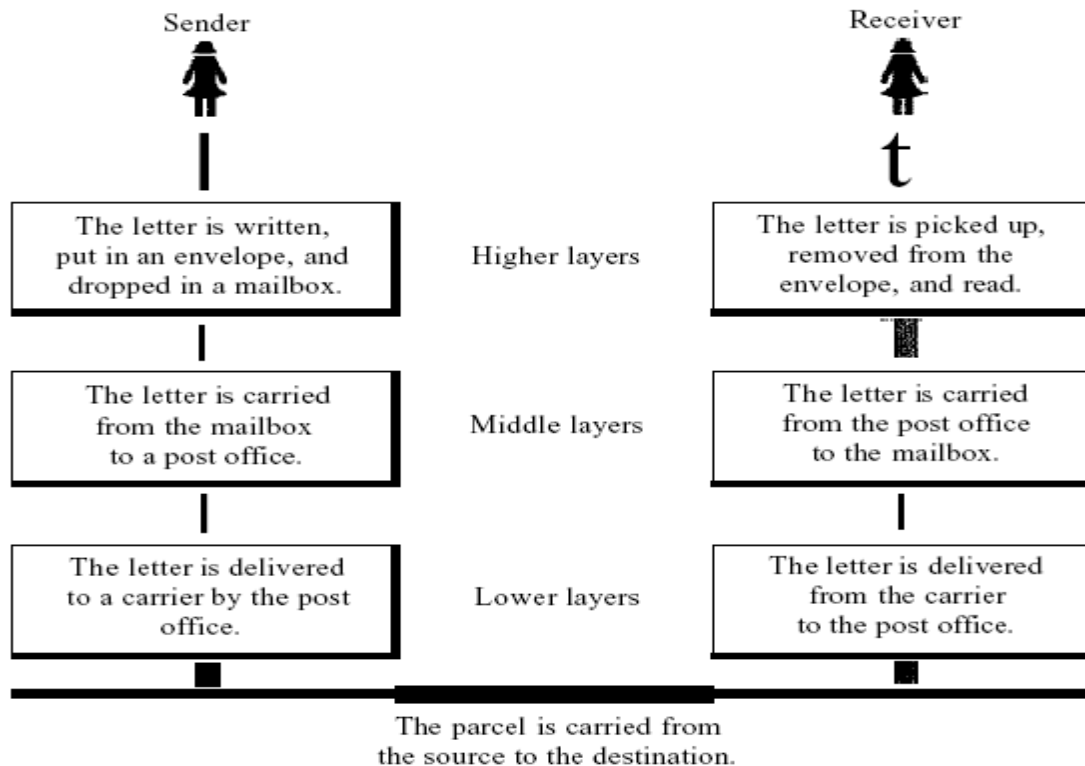 Sender
Receiver
t
The letter is written,
put in an envelope, and
dropped in a mailbox.
Higher layers
The letter is picked up,
removed from the
envelope, and read.
The letter is carried
from the mailbox
to a post office.
Middle layers
The letter is carried
from the post office
to the mailbox.
The letter is delivered
to a carrier by the post
office.
Lower layers
The letter is delivered
from the carrier
to the post office.
The parcel is carried from
the source to the destination.